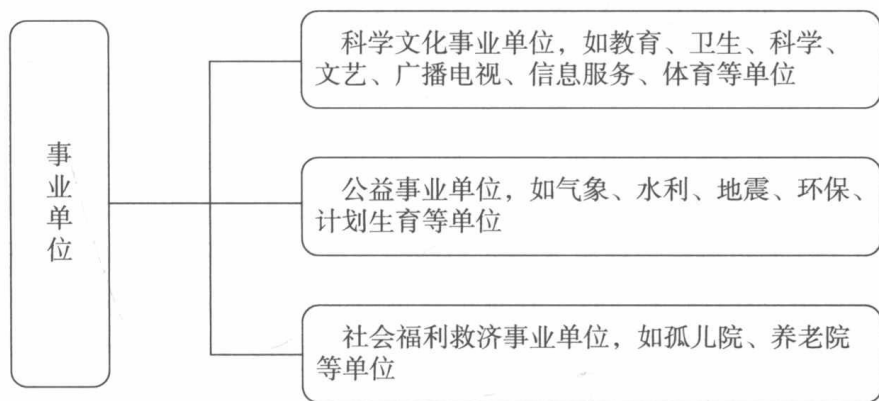 事业单位
科学文化事业单位，如教育、卫生、科学、
文艺、广播电视、信息服务、体育等单位
公益事业单位，如气象、水利、地震、环保、
计划生育等单位
社会福利救济事业单位，如孤儿院、养老院
等单位